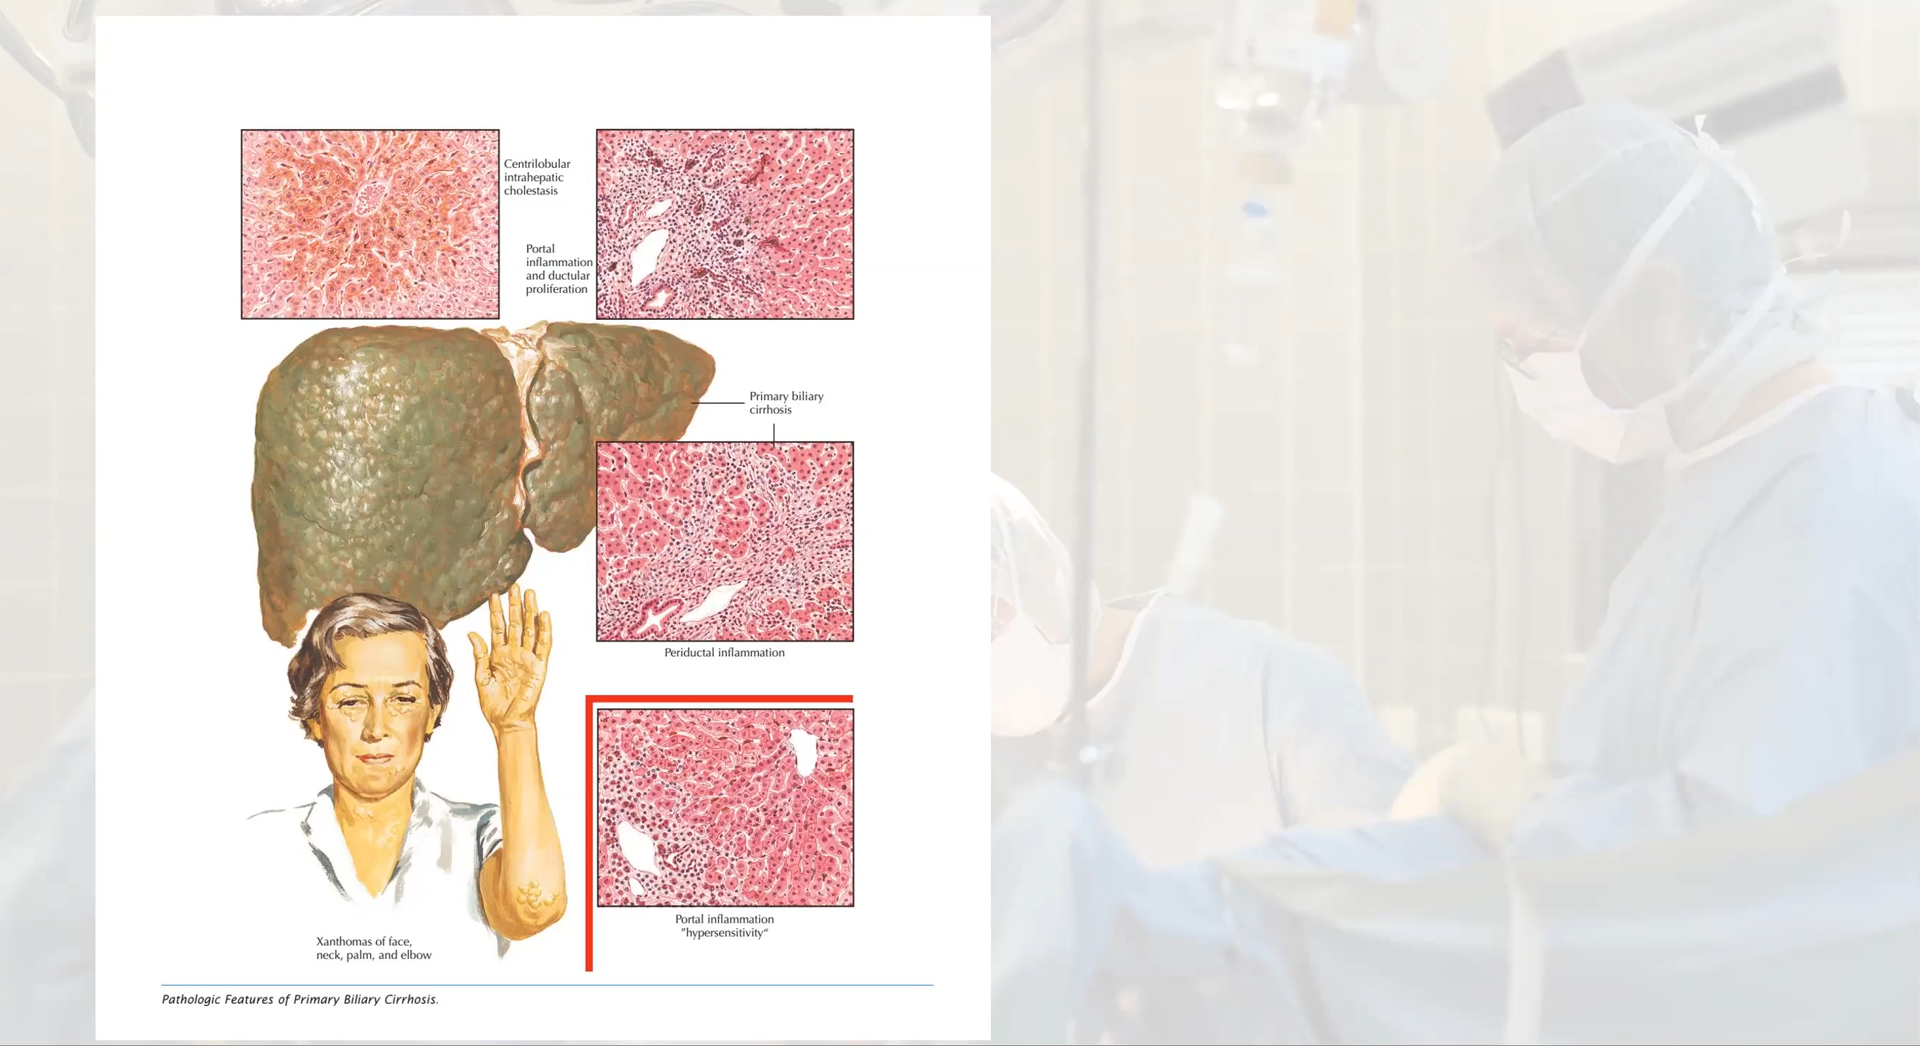 Centrilobular
intrahepatic
cholestasis
Portal
inflammation
and ductular
proliferation
Primary biliary
cirrhosis
Periductal inflammation
Portal inflammation
”hypersensitivity“
Xanthomas of face,
neck, palm, and elbow
Pathologic Features of Primary Biliary Cirrhosis.